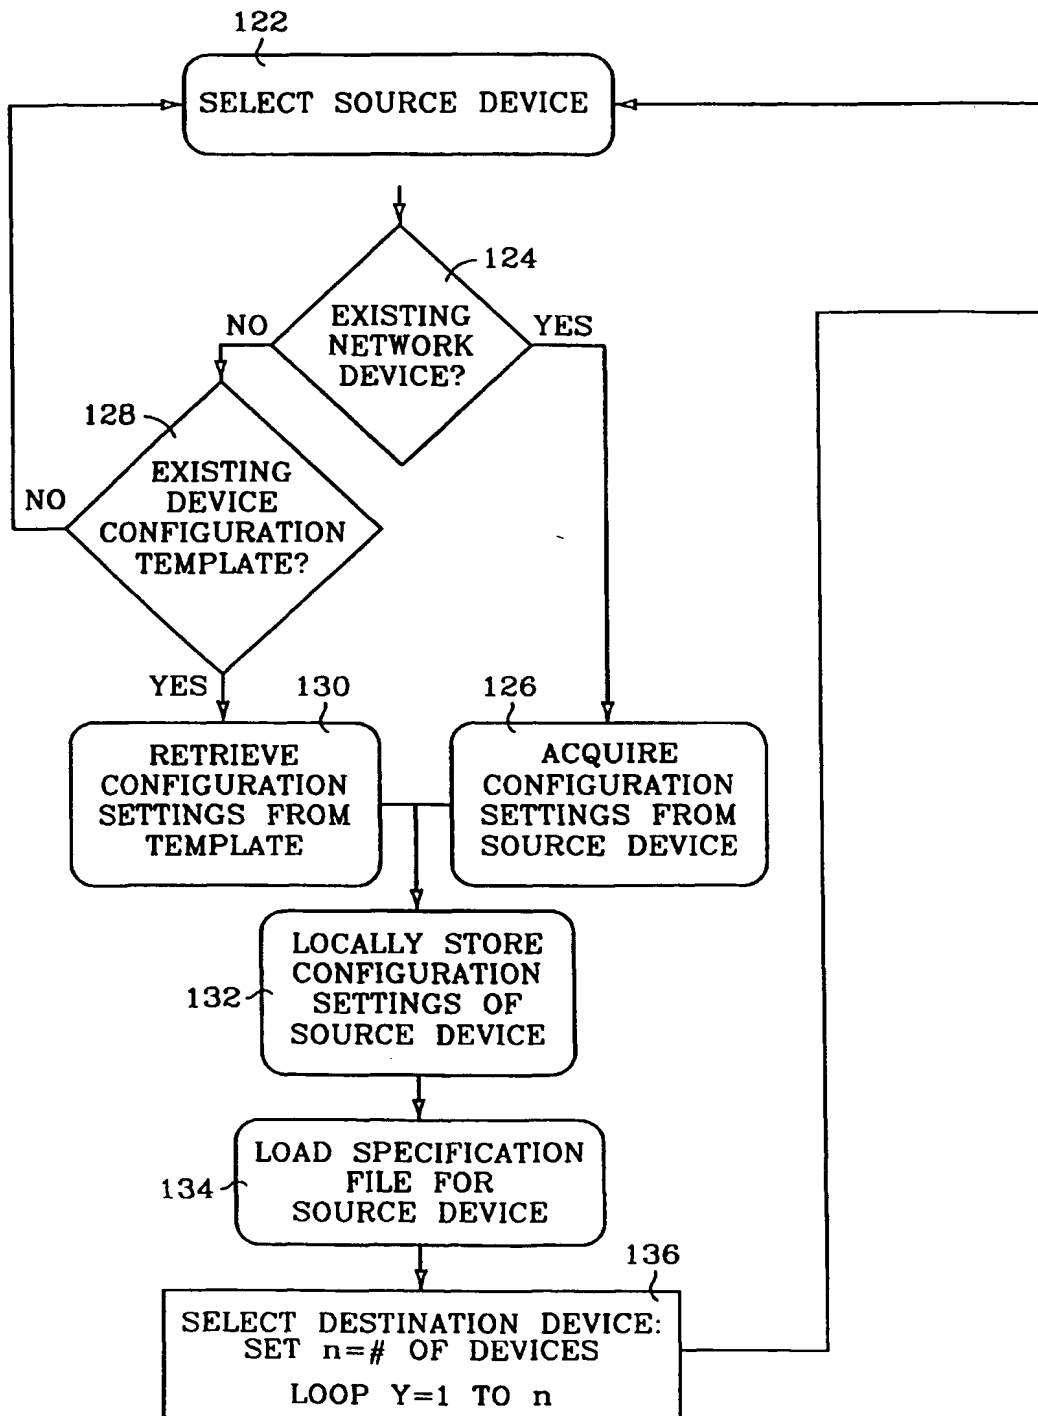 122
SELECT SOURCE DEVICE
124
EXISTING
NETWORK
DEVICE?
NO
YES
128
EXISTING
DEVICE
CONFIGURATION
TEMPLATE?
NO
YES
130
126
RETRIEVE
CONFIGURATION
SETTINGS FROM
TEMPLATE
ACQUIRE
CONFIGURATION
SETTINGS FROM
SOURCE DEVICE
LOCALLY STORE
CONFIGURATION
SETTINGS OF
SOURCE DEVICE
132
LOAD SPECIFICATION
FILE FOR
SOURCE DEVICE
134
136
SELECT DESTINATION DEVICE:
SET n=# OF DEVICES
LOOP Y=1 TO n